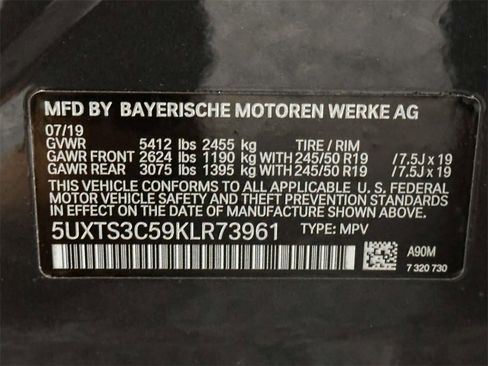 MFD BY BAYERISCHE MOTOREN WERKE AG
07/19
GVWR 5412 lbs 2455 kg TIRE / RIM
GAWR FRONT 2624 lbs 1190 kg WITH 245/50 R19 / 7.5J x 19
GAWR REAR 3075 lbs 1395 kg WITH 245/50 R19 / 7.5J x 19
THIS VEHICLE CONFORMS TO ALL APPLICABLE U. S. FEDERAL
MOTOR VEHICLE SAFETY AND THEFT PREVENTION STANDARDS
IN EFFECT ON THE DATE OF MANUFACTURE SHOWN ABOVE.
5UXTS3C59KLR73961 TYPE: MPV
A90M
7 320 730